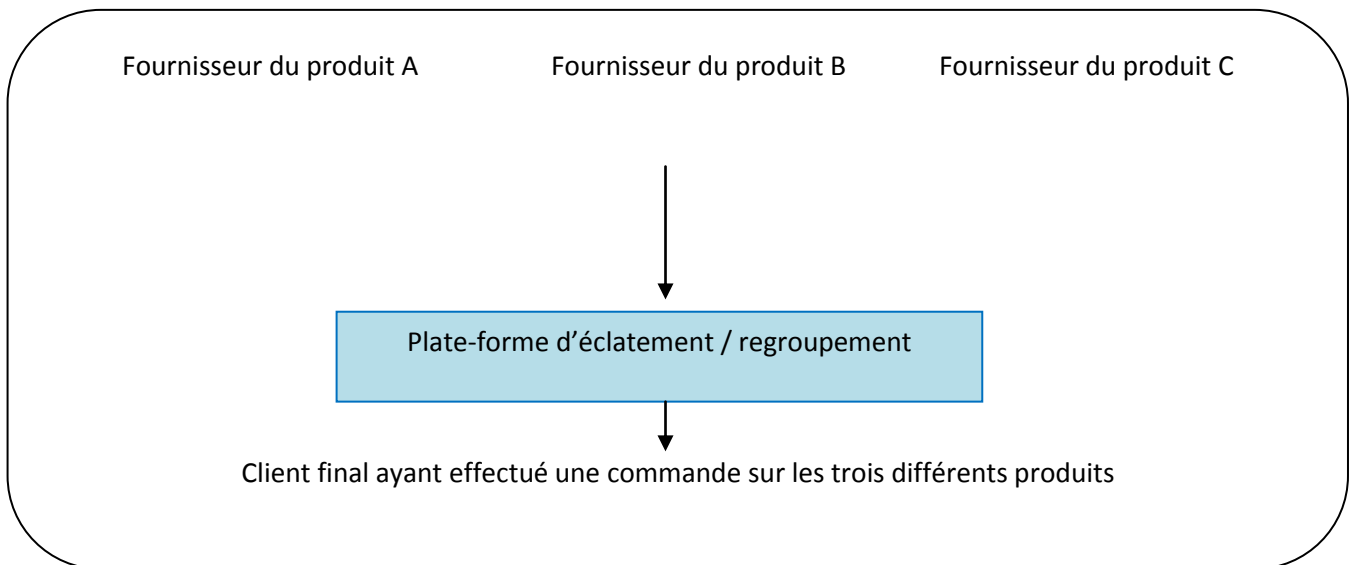 Fournisseur du produit A Fournisseur du produit B Fournisseur du produit C
Plate-forme d’éclatement / regroupement
Client final ayant effectué une commande sur les trois différents produits